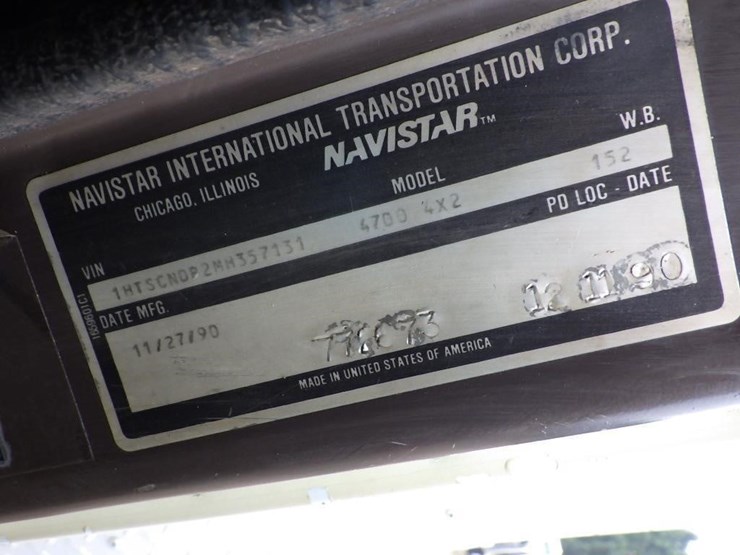 NAVISTAR INTERNATIONAL TRANSPORTATION CORP.
CHICAGO, ILLINOIS
NAVISTAR™
VIN
MODEL
W.B.
1HTSCNDP2MH357131
4700 4X2
152
DATE MFG.
PD LOC - DATE
11/27/90
12 11 90
MADE IN UNITED STATES OF AMERICA